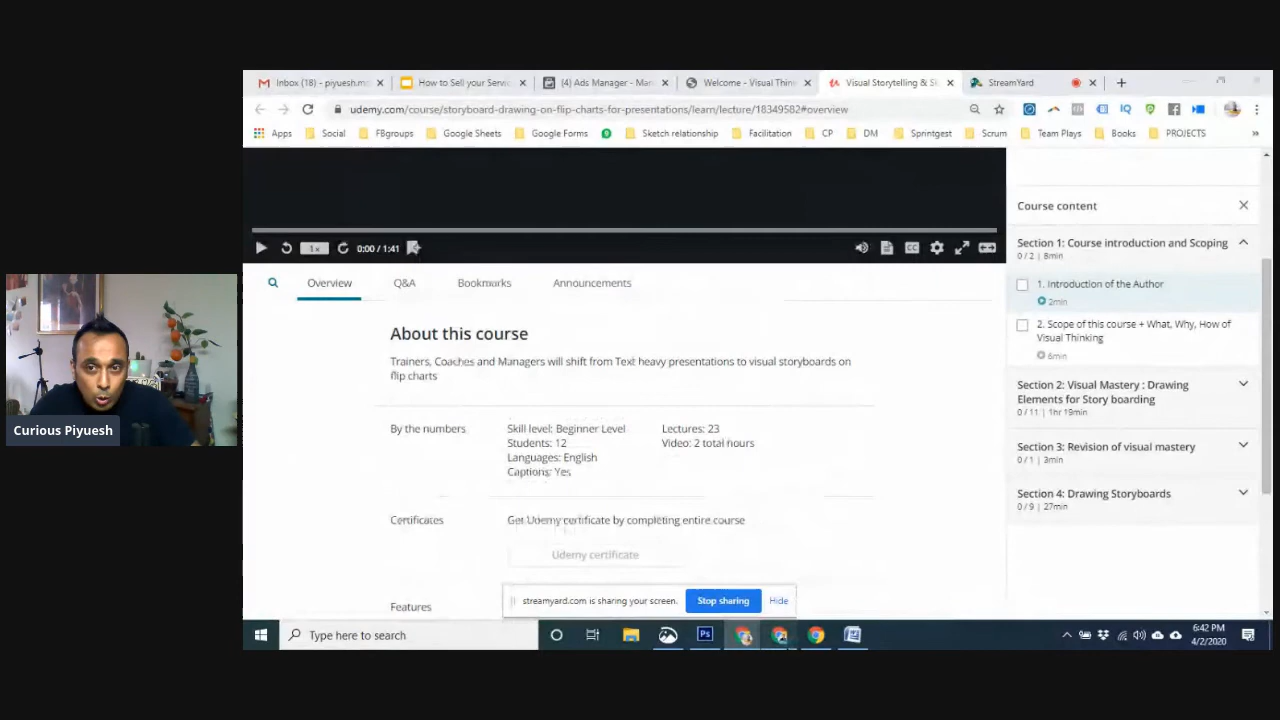 Inbox (18) - piyuesh.m
How to Sell your Servic
(4) Ads Manager - Man
Welcome - Visual Thin
Visual Storytelling & Sk
StreamYard
udemy.com/course/storyboard-drawing-on-flip-charts-for-presentations/learn/lecture/18349582#overview
Apps
Social
FBgroups
Google Sheets
Google Forms
Sketch relationship
Facilitation
CP
DM
Sprintgest
Scrum
Team Plays
Books
PROJECTS
»
1x
0:00 / 1:41
CC
Course content
Section 1: Course introduction and Scoping
0 / 2 | 8min
1. Introduction of the Author
2min
2. Scope of this course + What, Why, How of
Visual Thinking
6min
Section 2: Visual Mastery : Drawing
Elements for Story boarding
0 / 11 | 1hr 19min
Section 3: Revision of visual mastery
0 / 1 | 3min
Section 4: Drawing Storyboards
0 / 9 | 27min
Overview
Q&A
Bookmarks
Announcements
About this course
Trainers, Coaches and Managers will shift from Text heavy presentations to visual storyboards on
flip charts
By the numbers
Skill level: Beginner Level
Students: 12
Languages: English
Captions: Yes
Lectures: 23
Video: 2 total hours
Certificates
Get Udemy certificate by completing entire course
Udemy certificate
Features
streamyard.com is sharing your screen.
Stop sharing
Hide
Curious Piyuesh
Type here to search
Ps
6:42 PM
4/2/2020